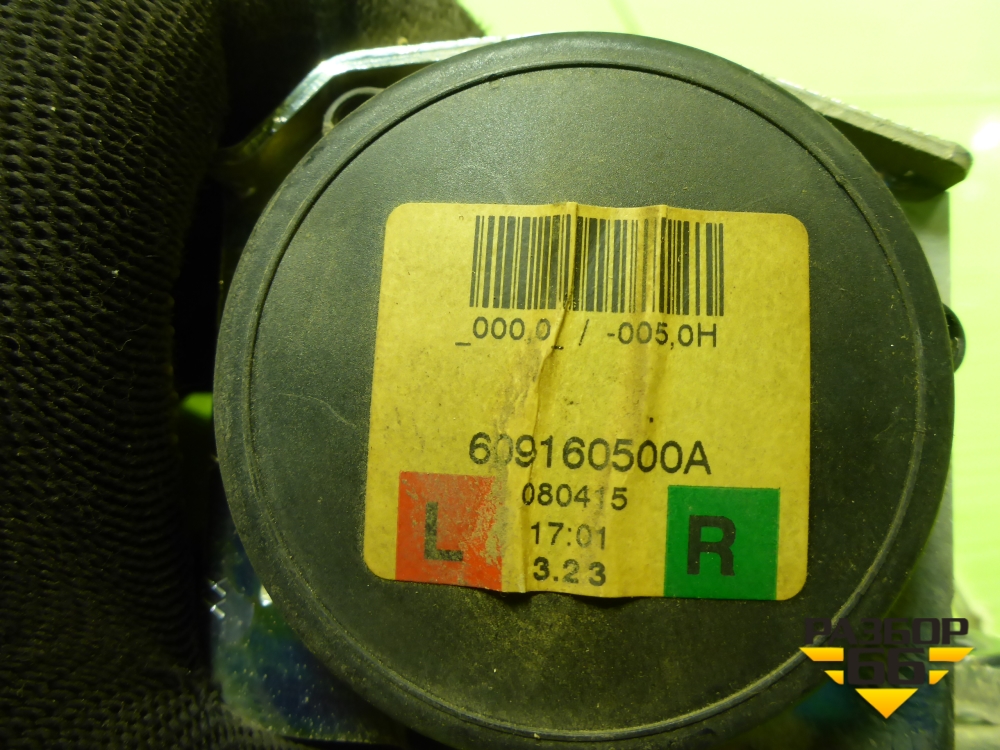 _000,0_ / -005,0H
609160500A
080415
17:01
3.23
L
R
РАЗБОР
66